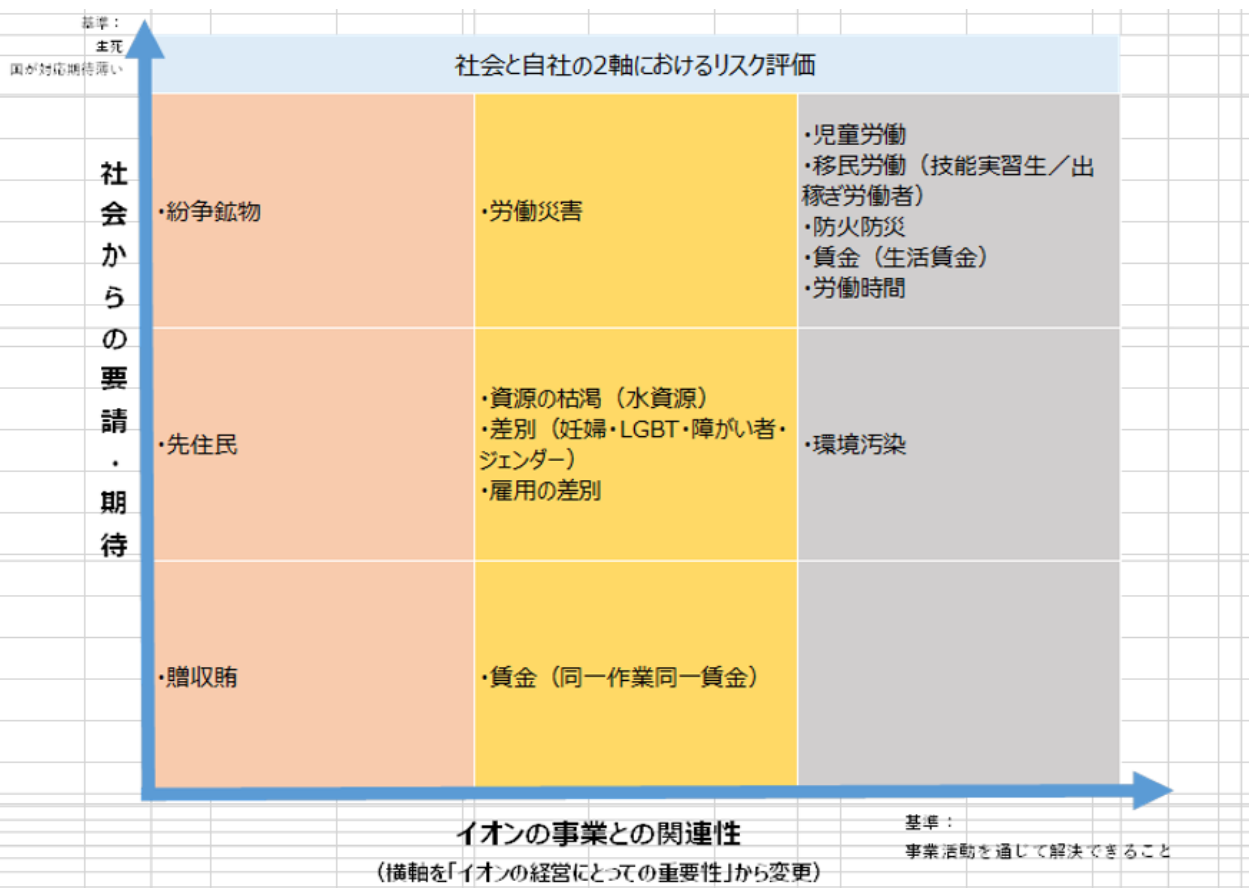 基準：
生死
国が対応期待薄い
社会と自社の2軸におけるリスク評価
社会からの要請・期待
・紛争鉱物
・労働災害
・児童労働
・移民労働（技能実習生／出
稼ぎ労働者）
・防火防災
・賃金（生活賃金）
・労働時間
・先住民
・資源の枯渇（水資源）
・差別（妊婦・LGBT・障がい者・
ジェンダー）
・雇用の差別
・環境汚染
・贈収賄
・賃金（同一作業同一賃金）
イオンの事業との関連性
（横軸を「イオンの経営にとっての重要性」から変更）
基準：
事業活動を通じて解決できること